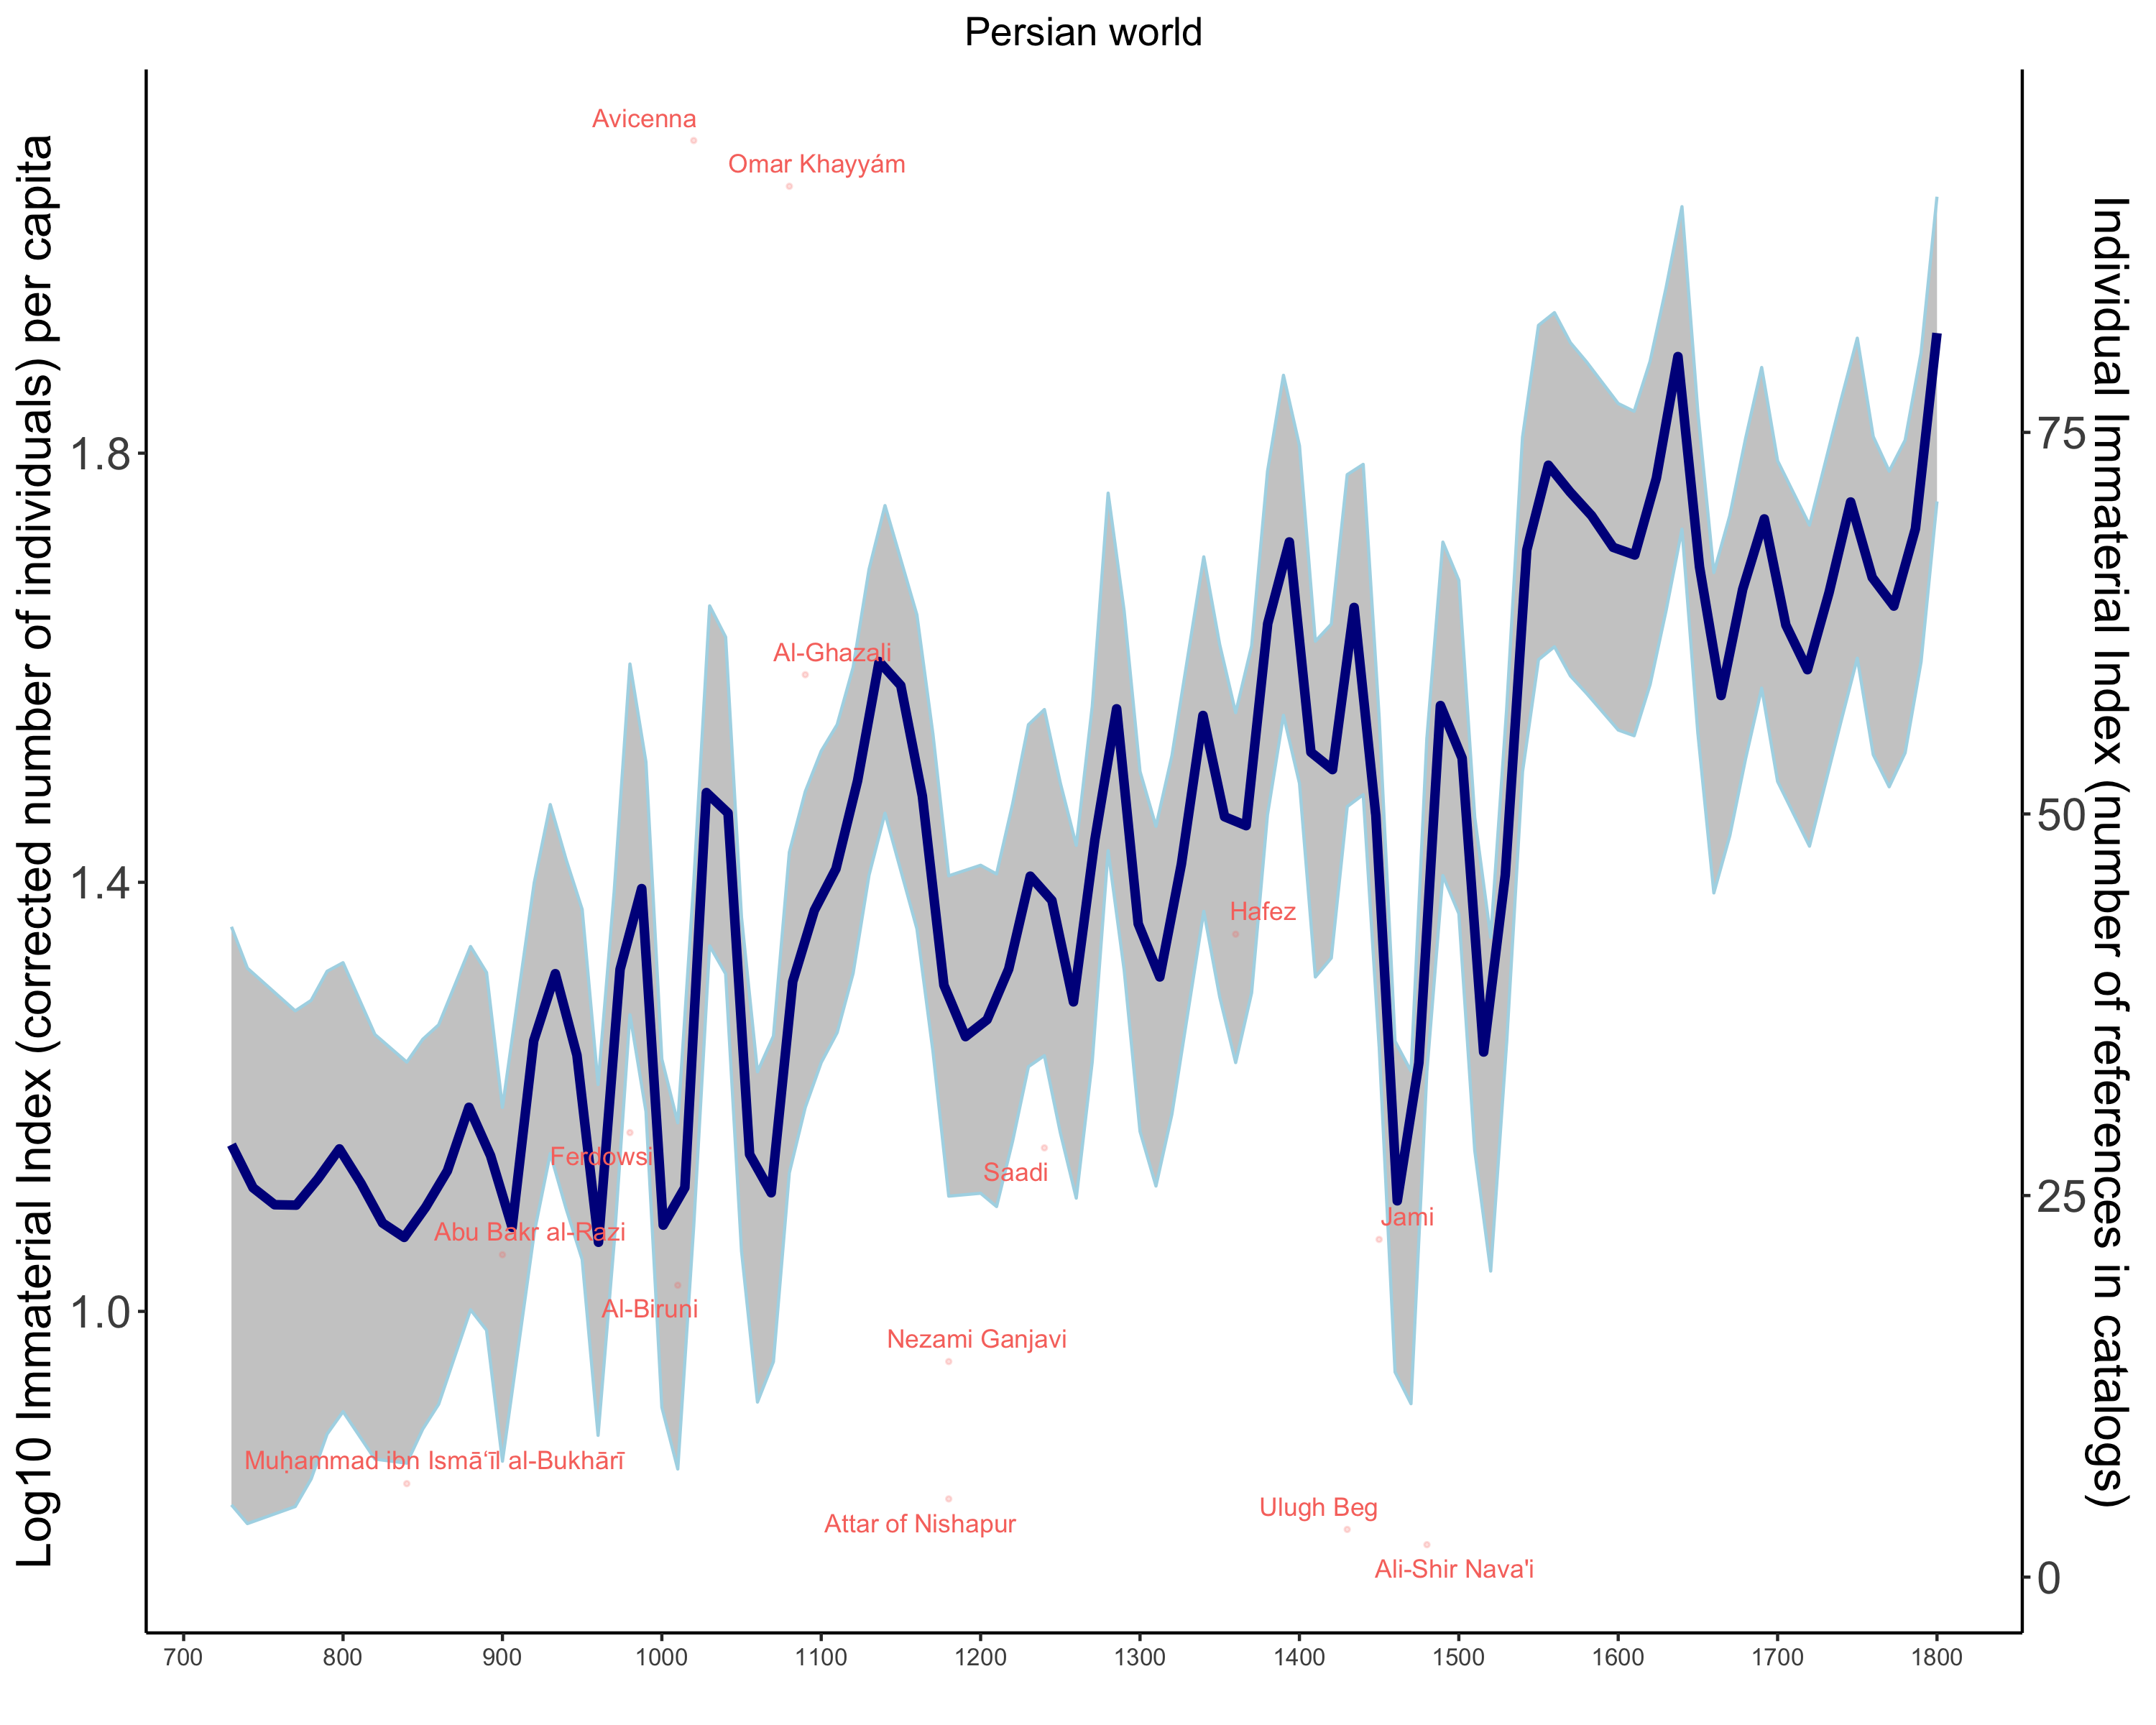 Persian world
Log10 Immaterial Index (corrected number of individuals) per capita
1.8
1.4
1.0
Avicenna
Omar Khayyám
Al-Ghazali
Hafez
Ferdowsi
Saadi
Jami
Abu Bakr al-Razi
Al-Biruni
Nezami Ganjavi
Muḥammad ibn Ismā‘īl al-Bukhārī
Ulugh Beg
Attar of Nishapur
Ali-Shir Nava'i
75
50
25
0
Individual Immaterial Index (number of references in catalogs)
700 800 900 1000 1100 1200 1300 1400 1500 1600 1700 1800